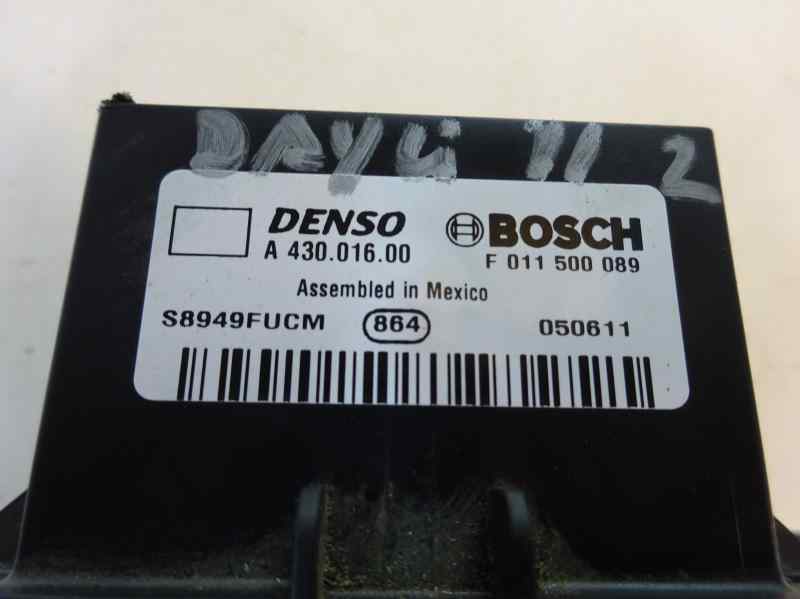 DAYLi 11 2
DENSO BOSCH
A 430.016.00 F 011 500 089
Assembled in Mexico
S8949FUCM 864 050611